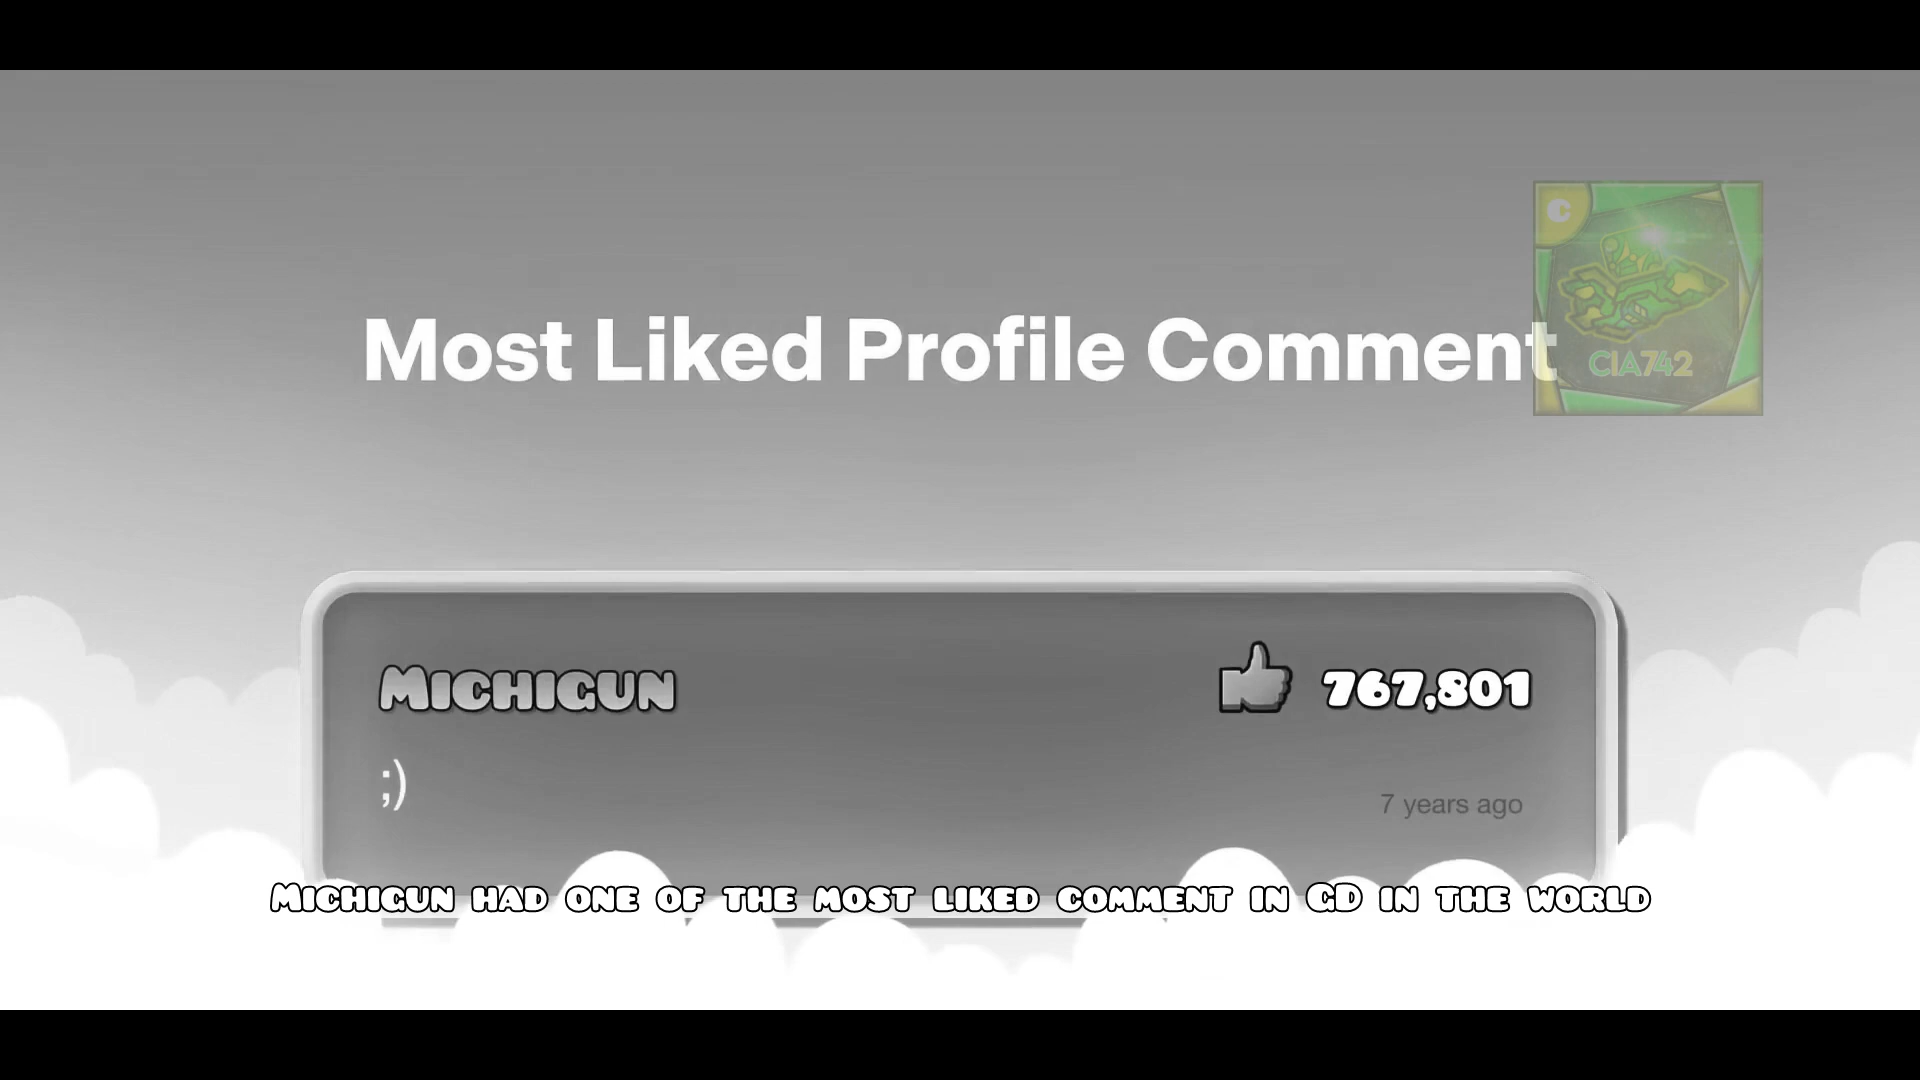 C
Most Liked Profile Comment
CIA742
Michigun
767,801
;)
7 years ago
Michigun had one of the most liked comment in GD in the world